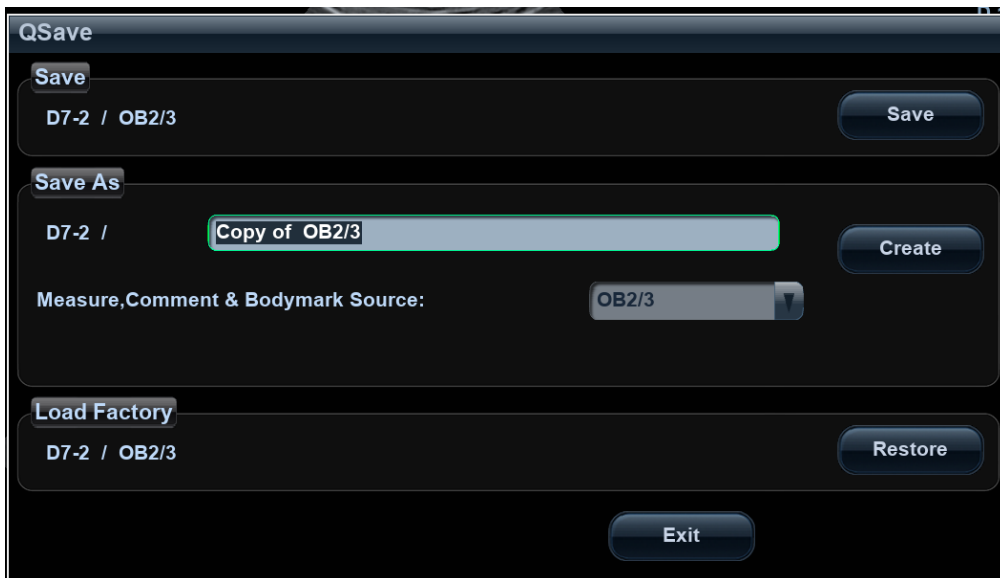 QSave
Save
D7-2 / OB2/3
Save
Save As
D7-2 /
Copy of OB2/3
Create
Measure,Comment & Bodymark Source:
OB2/3
Load Factory
D7-2 / OB2/3
Restore
Exit